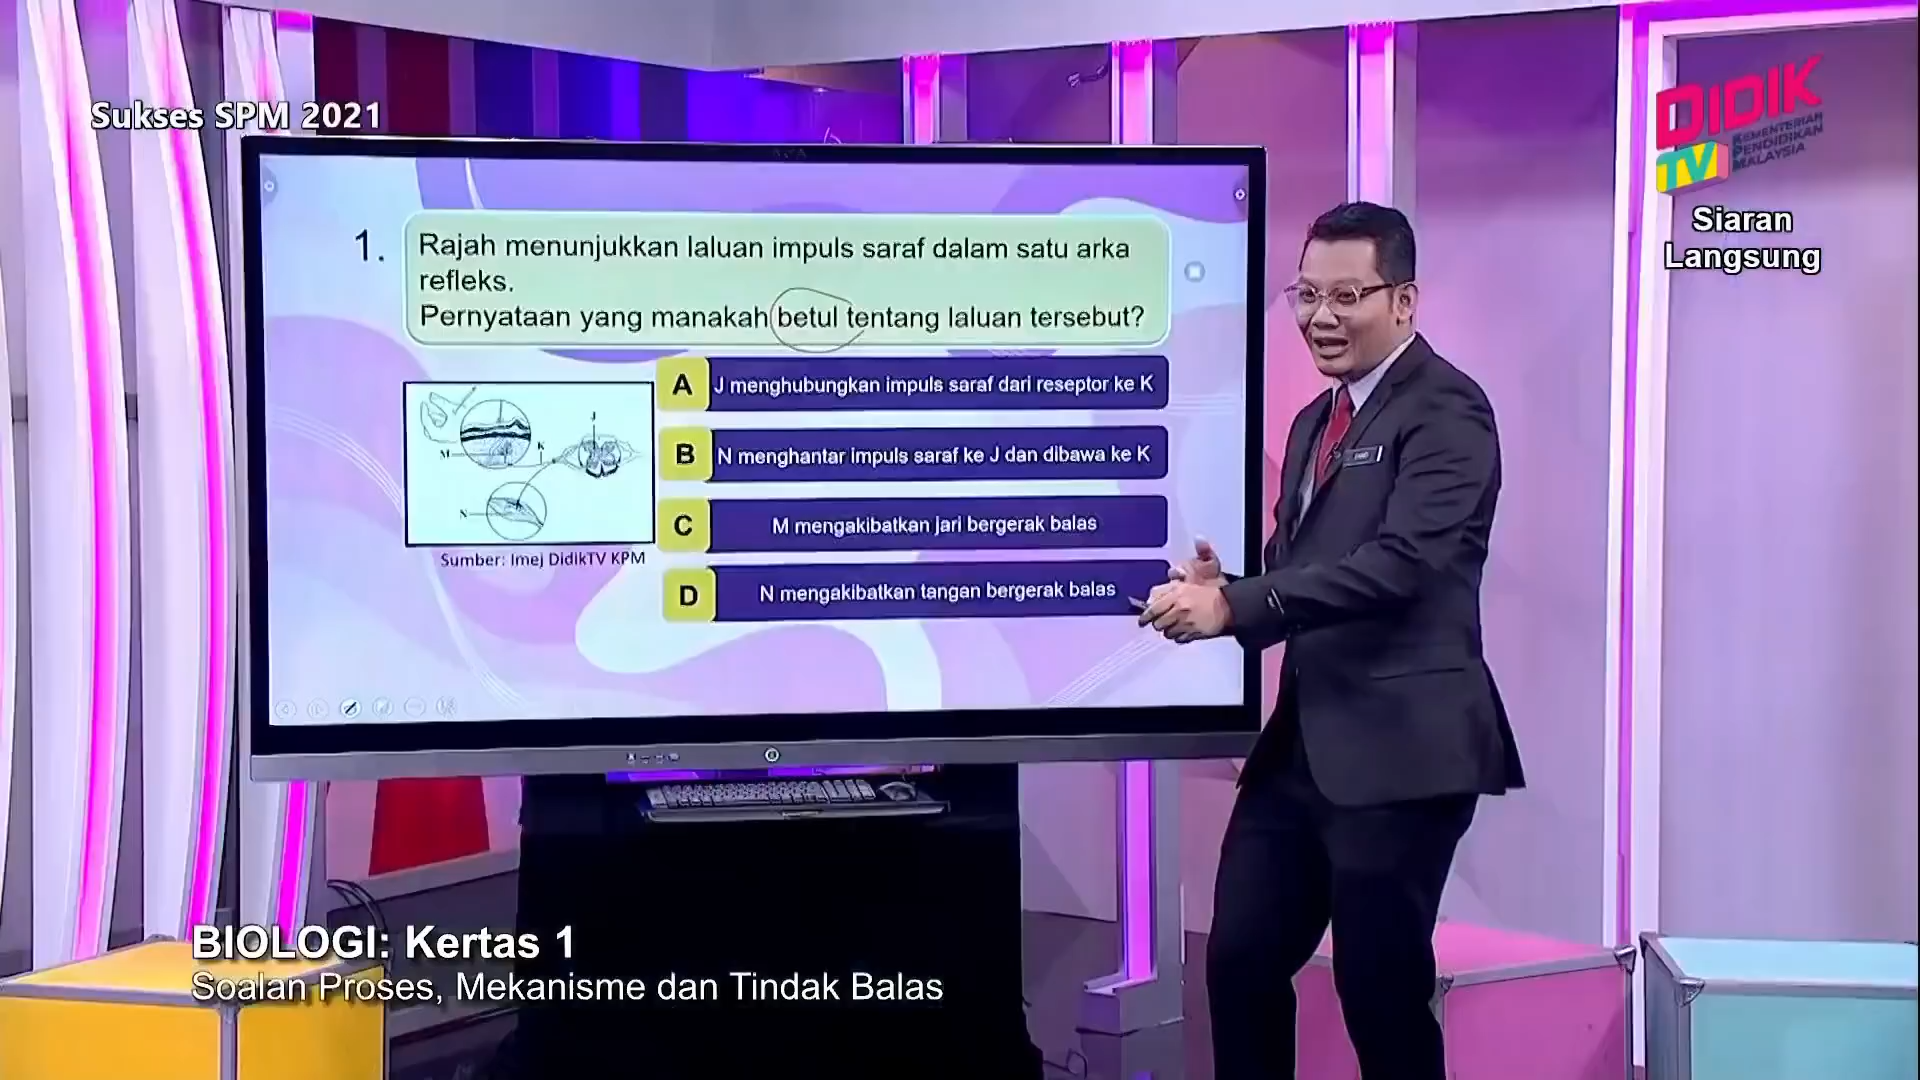 Sukses SPM 2021
DIDIK
TV
KEMENTERIAN
PENDIDIKAN
MALAYSIA
Siaran
Langsung
1.
Rajah menunjukkan laluan impuls saraf dalam satu arka
refleks.
Pernyataan yang manakah betul tentang laluan tersebut?
A J menghubungkan impuls saraf dari reseptor ke K
B N menghantar impuls saraf ke J dan dibawa ke K
C M mengakibatkan jari bergerak balas
D N mengakibatkan tangan bergerak balas
J
K
M
N
Sumber: Imej DidikTV KPM
BIOLOGI: Kertas 1
Soalan Proses, Mekanisme dan Tindak Balas